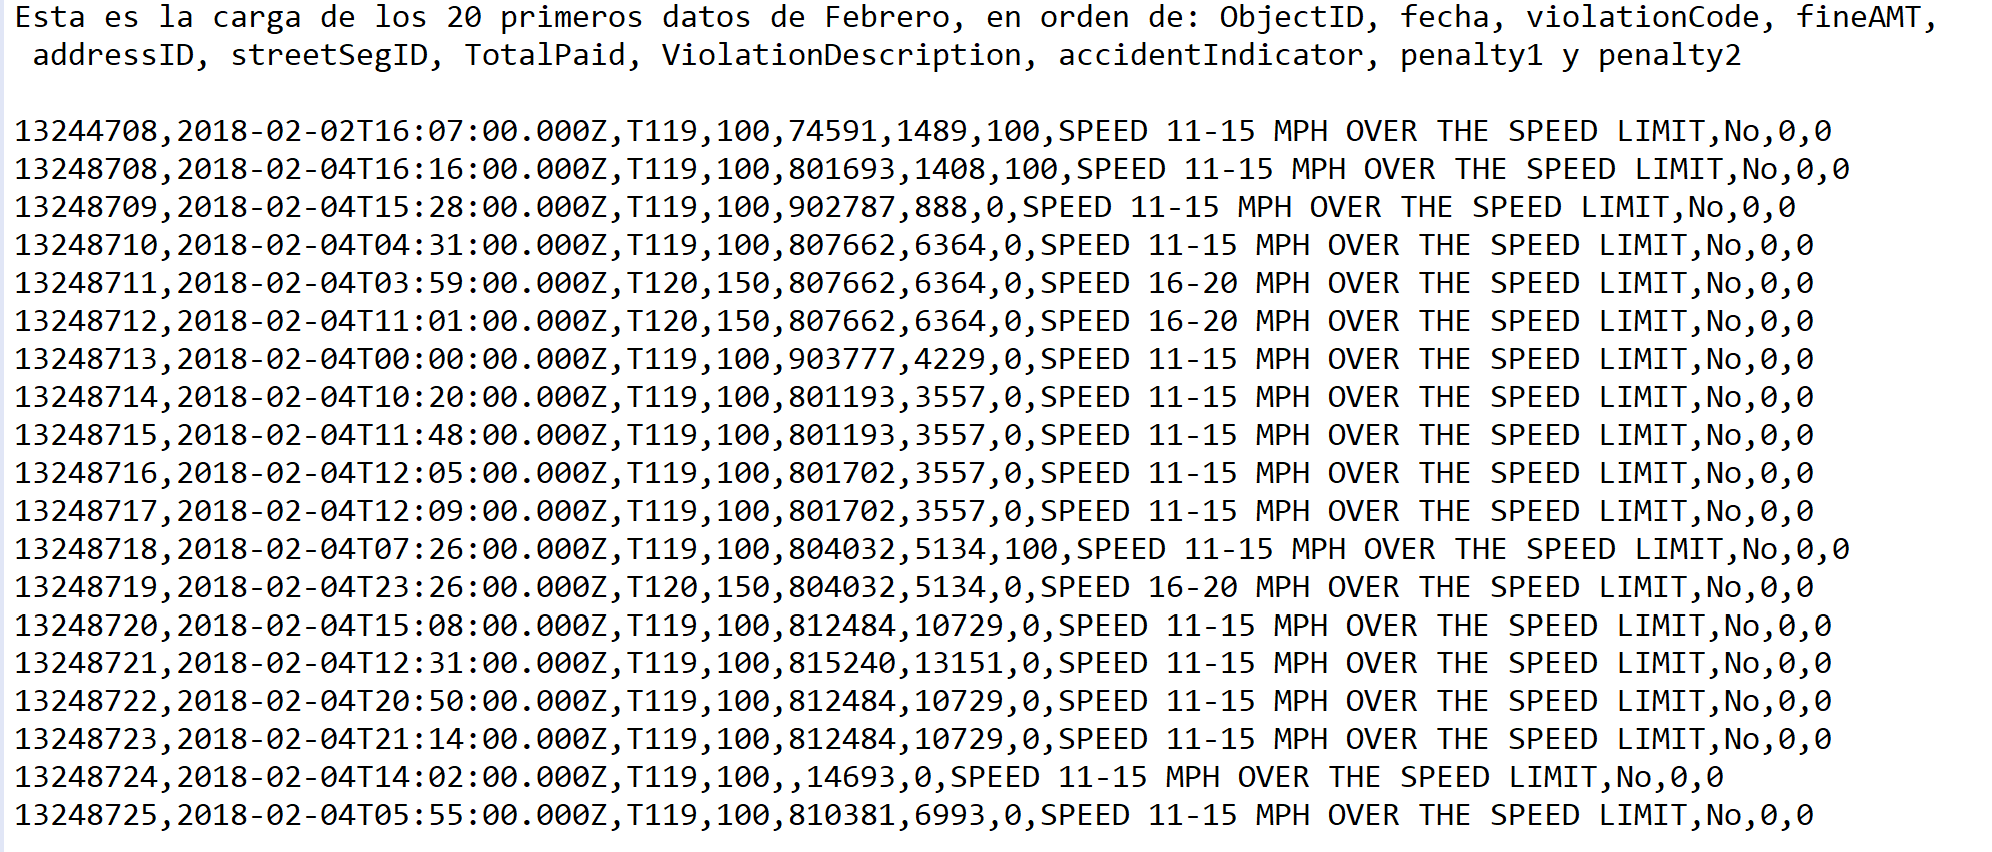 Esta es la carga de los 20 primeros datos de Febrero, en orden de: ObjectID, fecha, violationCode, fineAMT,
addressID, streetSegID, TotalPaid, ViolationDescription, accidentIndicator, penalty1 y penalty2
13244708,2018-02-02T16:07:00.000Z,T119,100,74591,1489,100,SPEED 11-15 MPH OVER THE SPEED LIMIT,No,0,0
13248708,2018-02-04T16:16:00.000Z,T119,100,801693,1408,100,SPEED 11-15 MPH OVER THE SPEED LIMIT,No,0,0
13248709,2018-02-04T15:28:00.000Z,T119,100,902787,888,0,SPEED 11-15 MPH OVER THE SPEED LIMIT,No,0,0
13248710,2018-02-04T04:31:00.000Z,T119,100,807662,6364,0,SPEED 11-15 MPH OVER THE SPEED LIMIT,No,0,0
13248711,2018-02-04T03:59:00.000Z,T120,150,807662,6364,0,SPEED 16-20 MPH OVER THE SPEED LIMIT,No,0,0
13248712,2018-02-04T11:01:00.000Z,T120,150,807662,6364,0,SPEED 16-20 MPH OVER THE SPEED LIMIT,No,0,0
13248713,2018-02-04T00:00:00.000Z,T119,100,903777,4229,0,SPEED 11-15 MPH OVER THE SPEED LIMIT,No,0,0
13248714,2018-02-04T10:20:00.000Z,T119,100,801193,3557,0,SPEED 11-15 MPH OVER THE SPEED LIMIT,No,0,0
13248715,2018-02-04T11:48:00.000Z,T119,100,801193,3557,0,SPEED 11-15 MPH OVER THE SPEED LIMIT,No,0,0
13248716,2018-02-04T12:05:00.000Z,T119,100,801702,3557,0,SPEED 11-15 MPH OVER THE SPEED LIMIT,No,0,0
13248717,2018-02-04T12:09:00.000Z,T119,100,801702,3557,0,SPEED 11-15 MPH OVER THE SPEED LIMIT,No,0,0
13248718,2018-02-04T07:26:00.000Z,T119,100,804032,5134,100,SPEED 11-15 MPH OVER THE SPEED LIMIT,No,0,0
13248719,2018-02-04T23:26:00.000Z,T120,150,804032,5134,0,SPEED 16-20 MPH OVER THE SPEED LIMIT,No,0,0
13248720,2018-02-04T15:08:00.000Z,T119,100,812484,10729,0,SPEED 11-15 MPH OVER THE SPEED LIMIT,No,0,0
13248721,2018-02-04T12:31:00.000Z,T119,100,815240,13151,0,SPEED 11-15 MPH OVER THE SPEED LIMIT,No,0,0
13248722,2018-02-04T20:50:00.000Z,T119,100,812484,10729,0,SPEED 11-15 MPH OVER THE SPEED LIMIT,No,0,0
13248723,2018-02-04T21:14:00.000Z,T119,100,812484,10729,0,SPEED 11-15 MPH OVER THE SPEED LIMIT,No,0,0
13248724,2018-02-04T14:02:00.000Z,T119,100,,14693,0,SPEED 11-15 MPH OVER THE SPEED LIMIT,No,0,0
13248725,2018-02-04T05:55:00.000Z,T119,100,810381,6993,0,SPEED 11-15 MPH OVER THE SPEED LIMIT,No,0,0